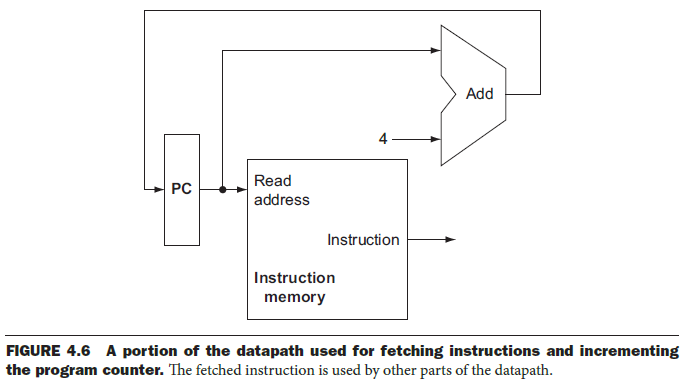 Add
4
PC
Read
address
Instruction
Instruction
memory
FIGURE 4.6 A portion of the datapath used for fetching instructions and incrementing
the program counter. The fetched instruction is used by other parts of the datapath.